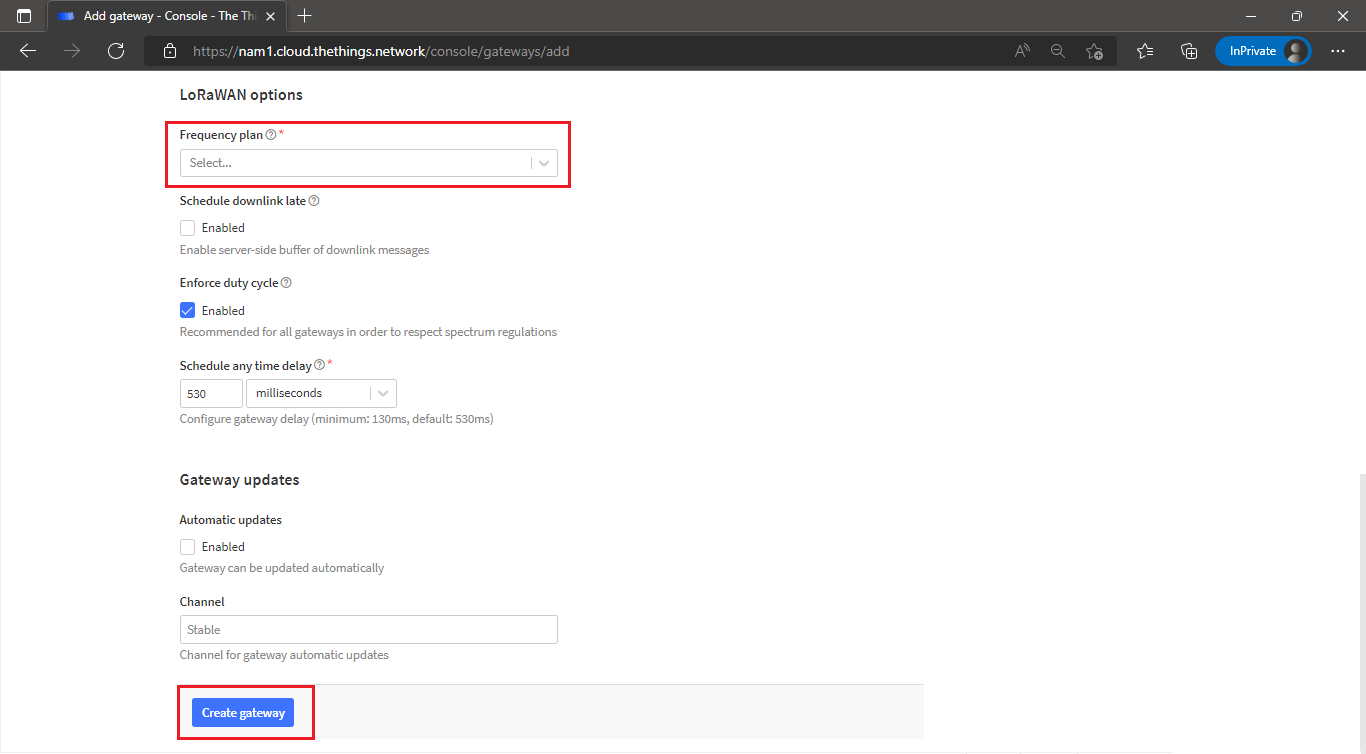 Add gateway - Console - The Thi
https://nam1.cloud.thethings.network/console/gateways/add
InPrivate
LoRaWAN options
Frequency plan *
Select...
Schedule downlink late
Enabled
Enable server-side buffer of downlink messages
Enforce duty cycle
Enabled
Recommended for all gateways in order to respect spectrum regulations
Schedule any time delay *
530 milliseconds
Configure gateway delay (minimum: 130ms, default: 530ms)
Gateway updates
Automatic updates
Enabled
Gateway can be updated automatically
Channel
Stable
Channel for gateway automatic updates
Create gateway